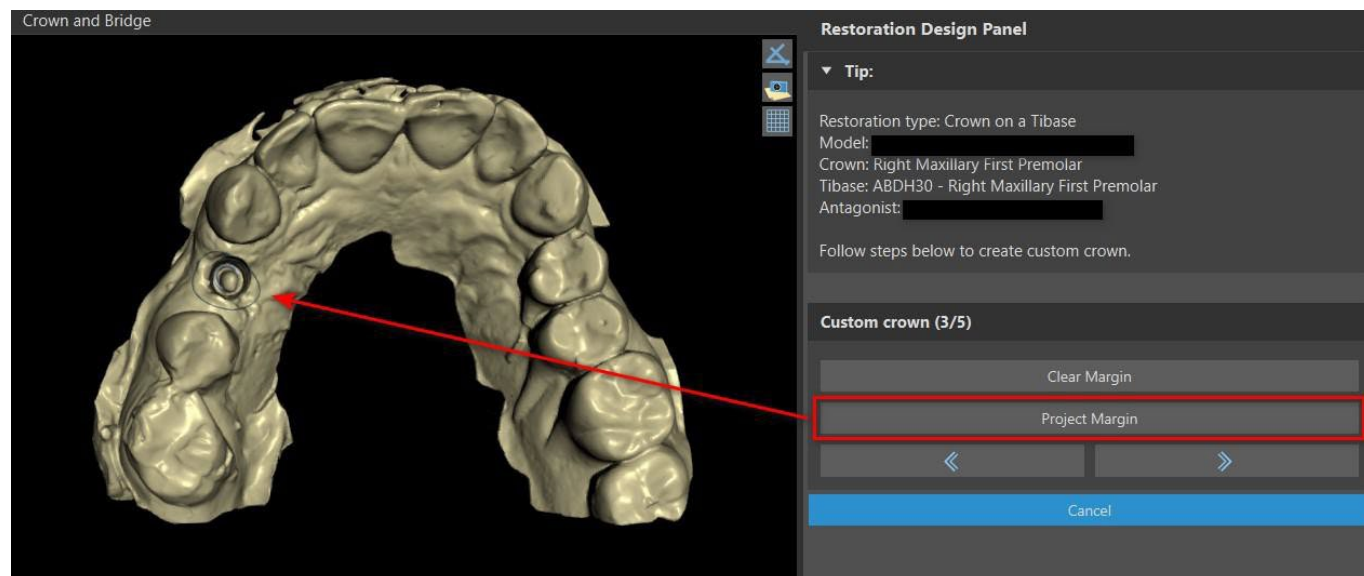 Crown and Bridge
Restoration Design Panel
Tip:
Restoration type: Crown on a Tibase
Model:
Crown: Right Maxillary First Premolar
Tibase: ABDH30 - Right Maxillary First Premolar
Antagonist:
Follow steps below to create custom crown.
Custom crown (3/5)
Clear Margin
Project Margin
Cancel